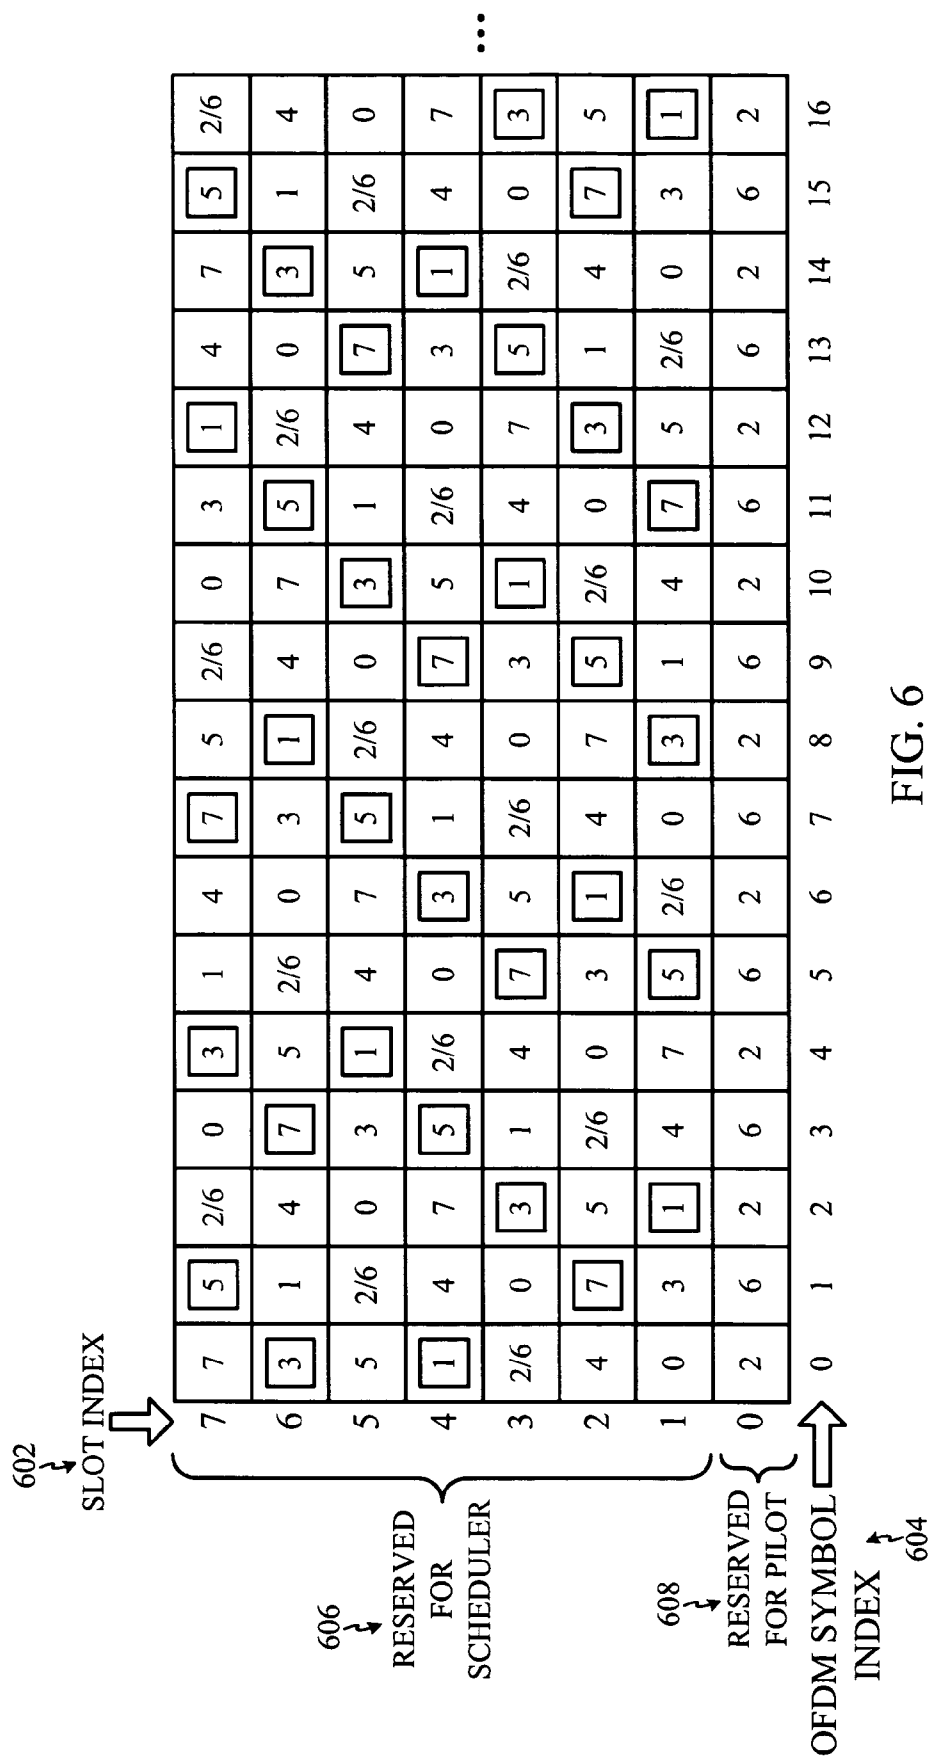 602
SLOT INDEX
7 7 5 2/6 0 3 1 4 7 5 2/6 0 3 1 4 7 5 2/6
6 3 1 4 7 5 2/6 0 3 1 4 7 5 2/6 0 3 1 4
5 5 2/6 0 3 1 4 7 5 2/6 0 3 1 4 7 5 2/6 0
4 1 4 7 5 2/6 0 3 1 4 7 5 2/6 0 3 1 4 7
3 2/6 0 3 1 4 7 5 2/6 0 3 1 4 7 5 2/6 0 3
2 4 7 5 2/6 0 3 1 4 7 5 2/6 0 3 1 4 7 5
1 0 3 1 4 7 5 2/6 0 3 1 4 7 5 2/6 0 3 1
0 2 6 2 6 2 6 2 6 2 6 2 6 2 6 2 6 2
...
606
RESERVED
FOR
SCHEDULER
608
RESERVED
FOR PILOT
OFDM SYMBOL
INDEX
604
0 1 2 3 4 5 6 7 8 9 10 11 12 13 14 15 16
FIG. 6